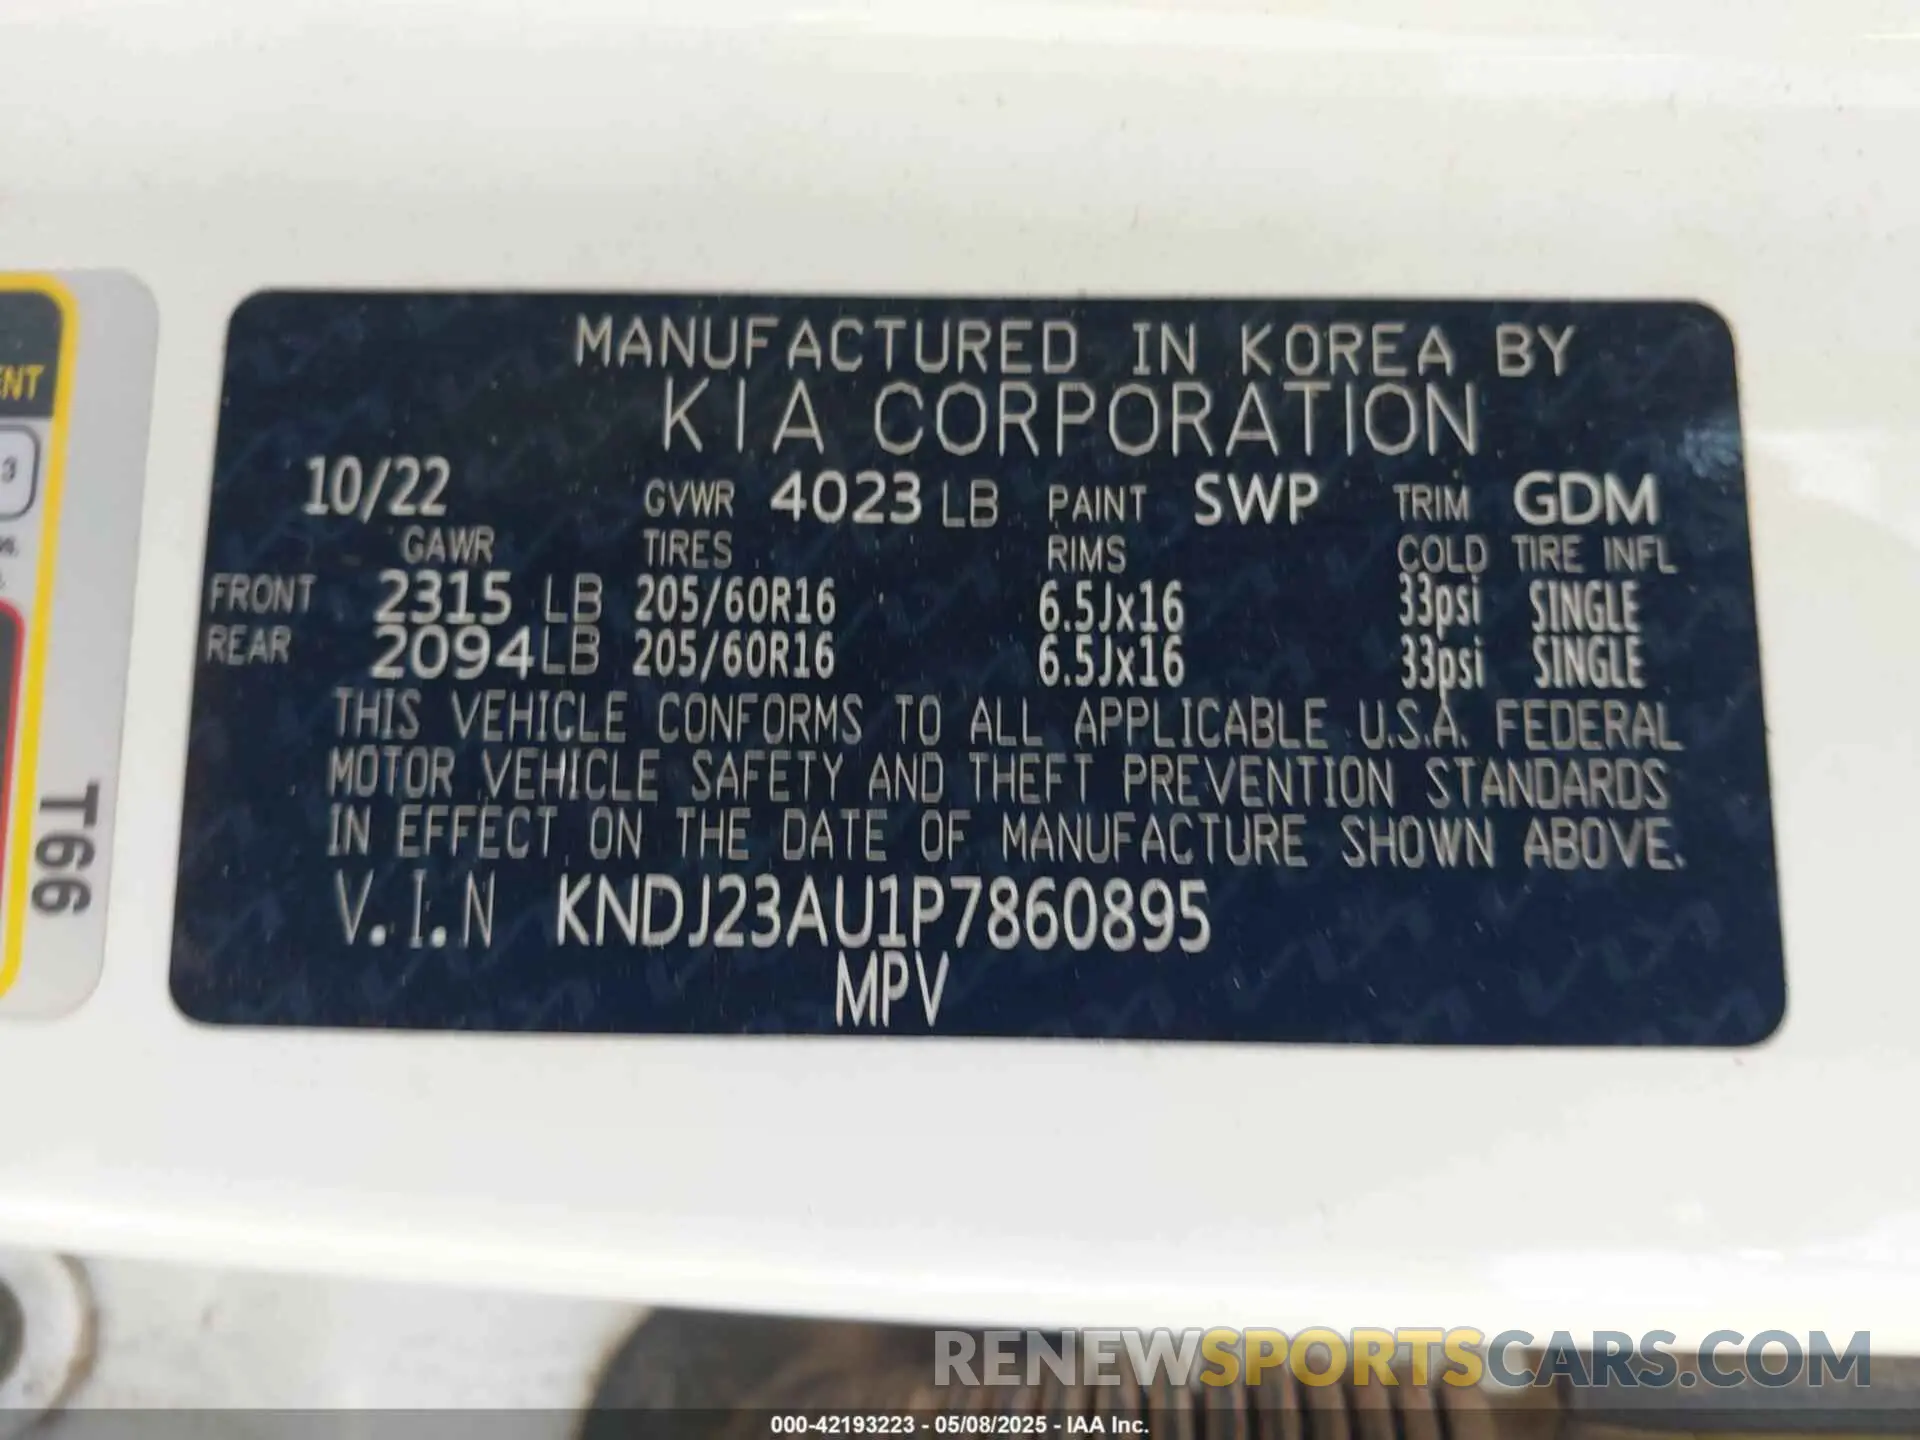 MANUFACTURED IN KOREA BY
KIA CORPORATION
10/22 GVWR 4023 LB PAINT SWP TRIM GDM
GAWR TIRES RIMS COLD TIRE INFL
FRONT 2315 LB 205/60R16 6.5Jx16 33psi SINGLE
REAR 2094 LB 205/60R16 6.5Jx16 33psi SINGLE
THIS VEHICLE CONFORMS TO ALL APPLICABLE U.S.A. FEDERAL
MOTOR VEHICLE SAFETY AND THEFT PREVENTION STANDARDS
IN EFFECT ON THE DATE OF MANUFACTURE SHOWN ABOVE.
V.I.N KNDJ23AU1P7860895
MPV
ENT
3
T66
RENEWSPORTSCARS.COM
000-42193223 - 05/08/2025 - IAA Inc.